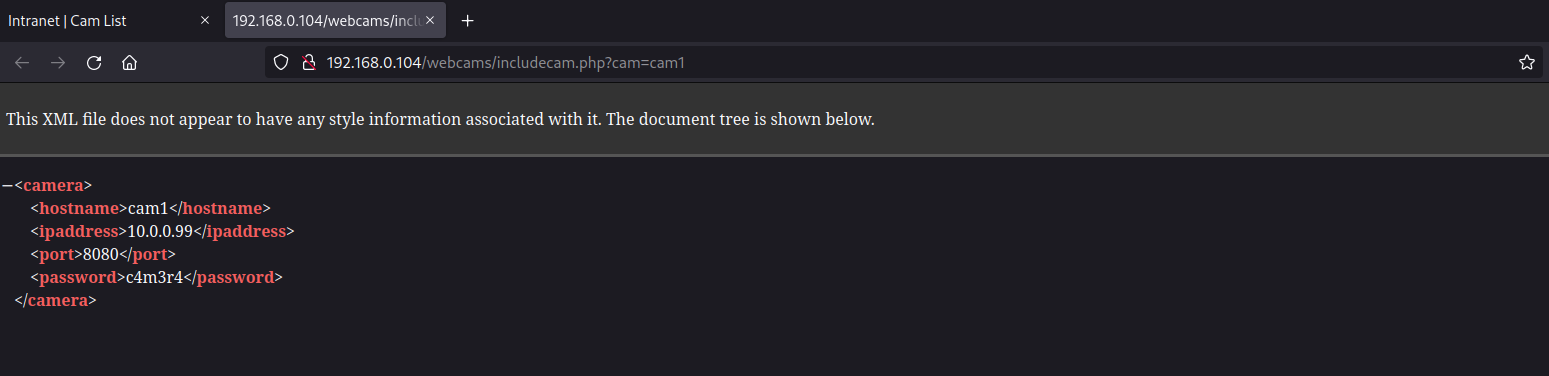 Intranet | Cam List
192.168.0.104/webcams/inclu
192.168.0.104/webcams/includecam.php?cam=cam1
This XML file does not appear to have any style information associated with it. The document tree is shown below.
—<camera>
<hostname>cam1</hostname>
<ipaddress>10.0.0.99</ipaddress>
<port>8080</port>
<password>c4m3r4</password>
</camera>